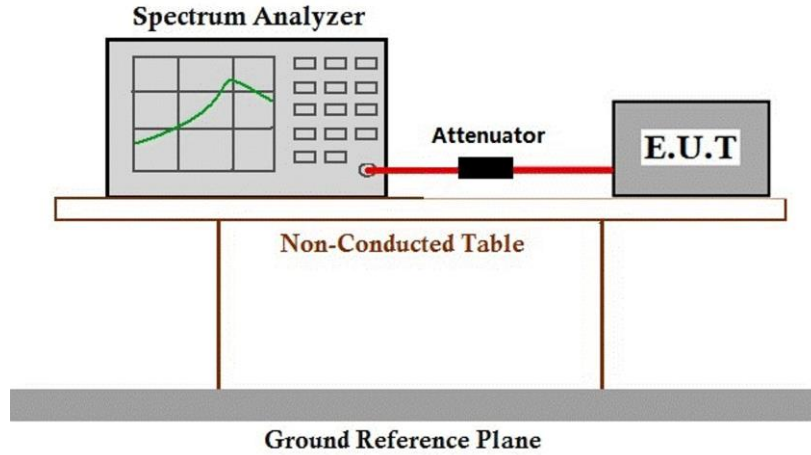 Spectrum Analyzer
Attenuator
E.U.T
Non-Conducted Table
Ground Reference Plane